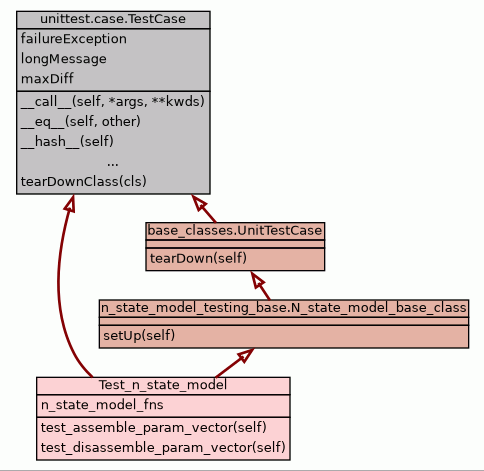 unittest.case.TestCase
failureException
longMessage
maxDiff
__call__(self, *args, **kwds)
__eq__(self, other)
__hash__(self)
...
tearDownClass(cls)
base_classes.UnitTestCase
tearDown(self)
n_state_model_testing_base.N_state_model_base_class
setUp(self)
Test_n_state_model
n_state_model_fns
test_assemble_param_vector(self)
test_disassemble_param_vector(self)